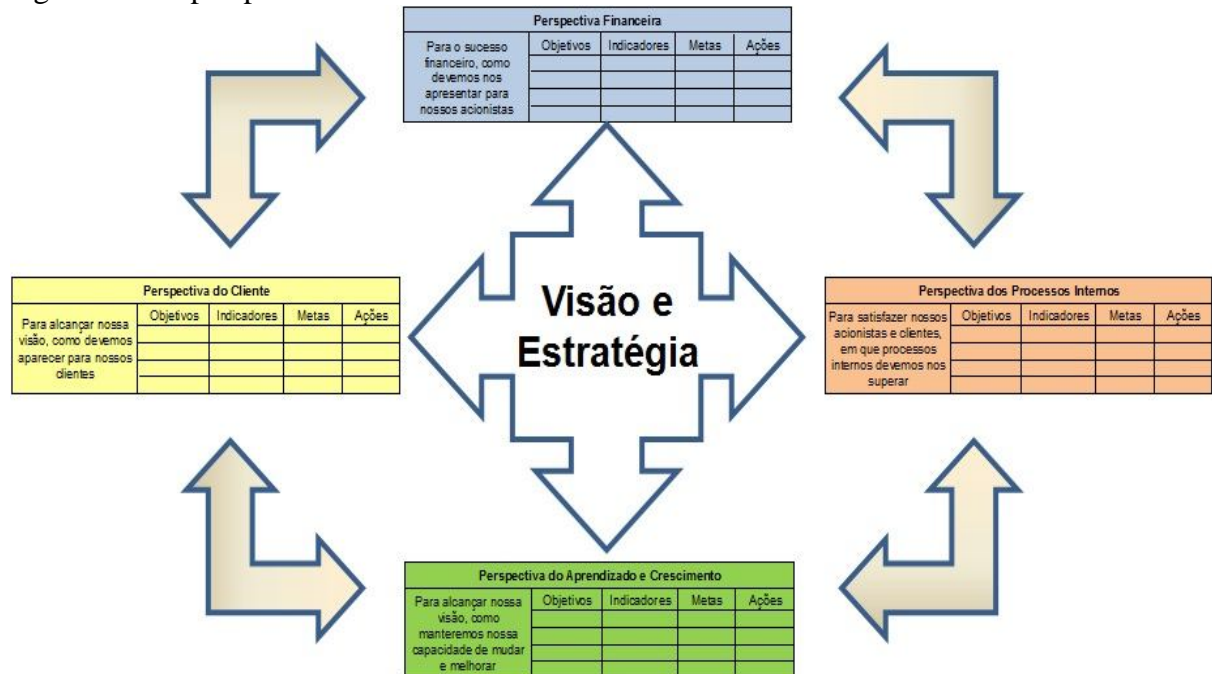 Perspectiva Financeira
Para o sucesso
financeiro, como
devemos nos
apresentar para
nossos acionistas
Objetivos Indicadores Metas Ações
Perspectiva do Cliente
Para alcançar nossa
visão, como devemos
aparecer para nossos
clientes
Objetivos Indicadores Metas Ações
Visão e
Estratégia
Perspectiva dos Processos Internos
Para satisfazer nossos
acionistas e clientes,
em que processos
internos devemos nos
superar
Objetivos Indicadores Metas Ações
Perspectiva do Aprendizado e Crescimento
Para alcançar nossa
visão, como
manteremos nossa
capacidade de mudar
e melhorar
Objetivos Indicadores Metas Ações